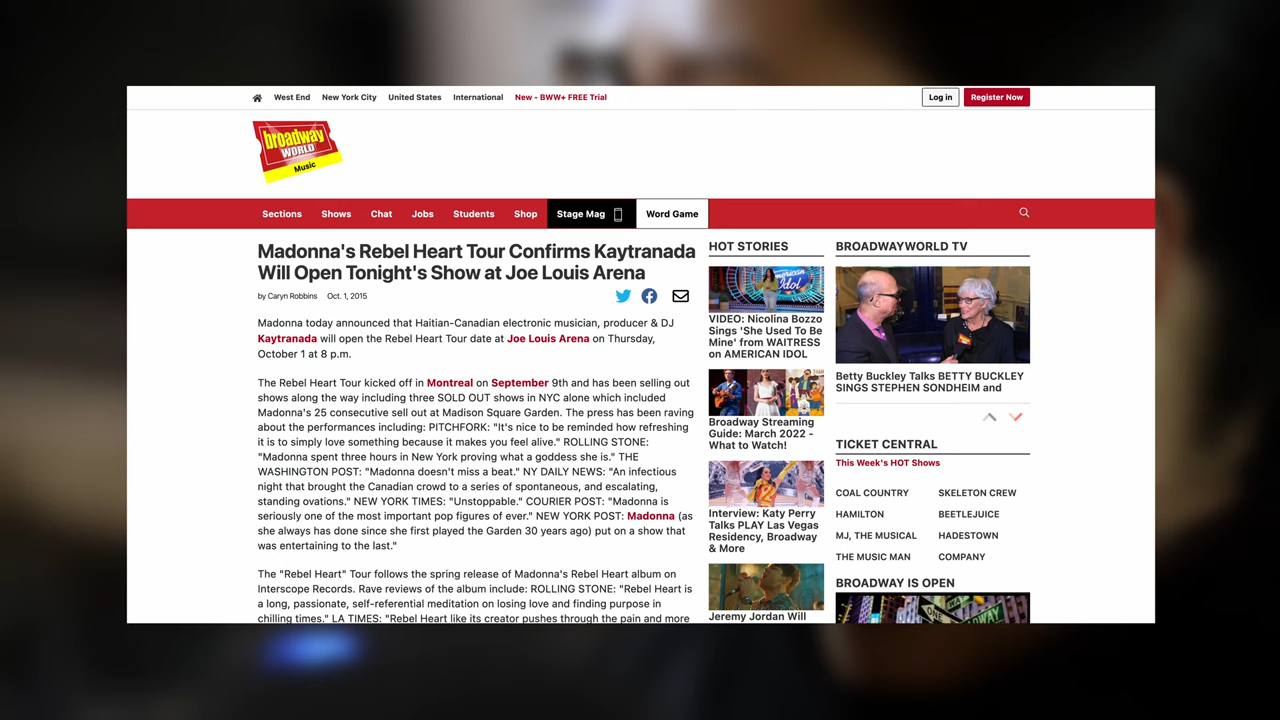 West End New York City United States International New - BWW+ FREE Trial Log in Register Now
broadway
WORLD
Music
Sections Shows Chat Jobs Students Shop Stage Mag Word Game
Madonna's Rebel Heart Tour Confirms Kaytranada
Will Open Tonight's Show at Joe Louis Arena
by Caryn Robbins Oct. 1, 2015
Madonna today announced that Haitian-Canadian electronic musician, producer & DJ
Kaytranada will open the Rebel Heart Tour date at Joe Louis Arena on Thursday,
October 1 at 8 p.m.
The Rebel Heart Tour kicked off in Montreal on September 9th and has been selling out
shows along the way including three SOLD OUT shows in NYC alone which included
Madonna's 25 consecutive sell out at Madison Square Garden. The press has been raving
about the performances including: PITCHFORK: "It's nice to be reminded how refreshing
it is to simply love something because it makes you feel alive." ROLLING STONE:
"Madonna spent three hours in New York proving what a goddess she is." THE
WASHINGTON POST: "Madonna doesn't miss a beat." NY DAILY NEWS: "An infectious
night that brought the Canadian crowd to a series of spontaneous, and escalating,
standing ovations." NEW YORK TIMES: "Unstoppable." COURIER POST: "Madonna is
seriously one of the most important pop figures of ever." NEW YORK POST: Madonna (as
she always has done since she first played the Garden 30 years ago) put on a show that
was entertaining to the last."
The "Rebel Heart" Tour follows the spring release of Madonna's Rebel Heart album on
Interscope Records. Rave reviews of the album include: ROLLING STONE: "Rebel Heart is
a long, passionate, self-referential meditation on losing love and finding purpose in
chilling times." LA TIMES: "Rebel Heart like its creator pushes through the pain and more
HOT STORIES
VIDEO: Nicolina Bozzo
Sings 'She Used To Be
Mine' from WAITRESS
on AMERICAN IDOL
Broadway Streaming
Guide: March 2022 -
What to Watch!
Interview: Katy Perry
Talks PLAY Las Vegas
Residency, Broadway
& More
Jeremy Jordan Will
BROADWAYWORLD TV
Betty Buckley Talks BETTY BUCKLEY
SINGS STEPHEN SONDHEIM and
TICKET CENTRAL
This Week's HOT Shows
COAL COUNTRY SKELETON CREW
HAMILTON BEETLEJUICE
MJ, THE MUSICAL HADESTOWN
THE MUSIC MAN COMPANY
BROADWAY IS OPEN